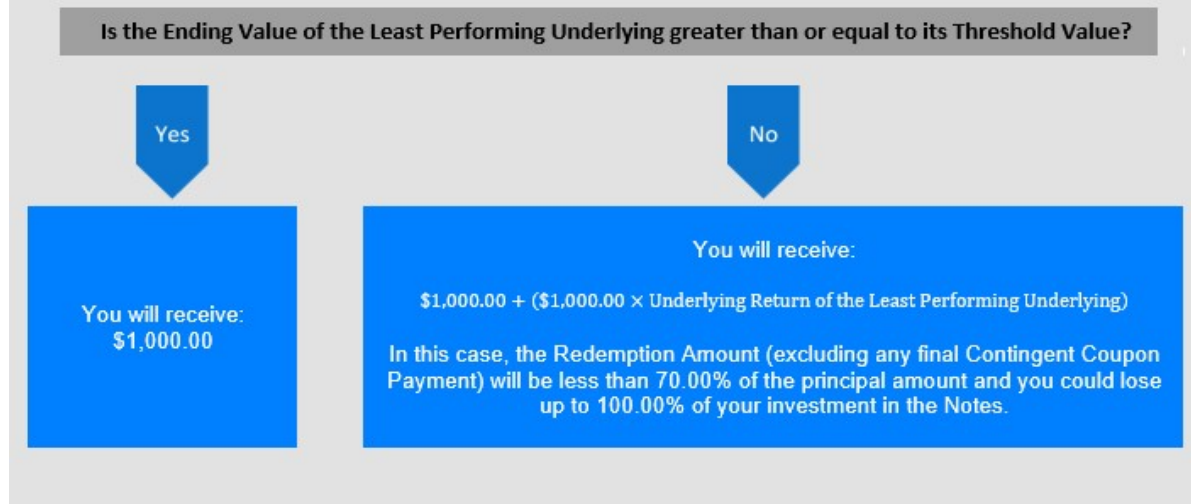 Is the Ending Value of the Least Performing Underlying greater than or equal to its Threshold Value?
Yes
No
You will receive:
$1,000.00
You will receive:
$1,000.00 + ($1,000.00 × Underlying Return of the Least Performing Underlying)
In this case, the Redemption Amount (excluding any final Contingent Coupon
Payment) will be less than 70.00% of the principal amount and you could lose
up to 100.00% of your investment in the Notes.